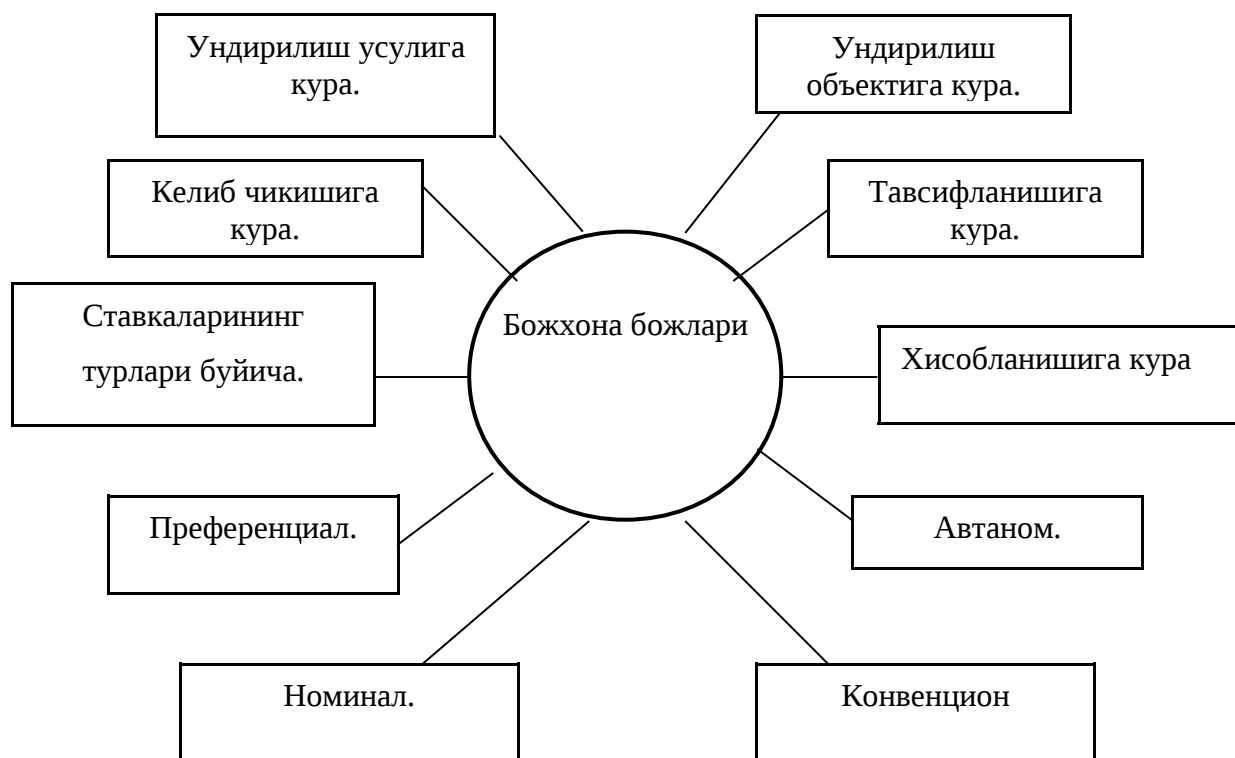 Ундирилиш усулига
кура.
Ундирилиш
объектига кура.
Келиб чикишига
кура.
Тавсифланишига
кура.
Ставкаларининг
турлари буйича.
Божхона божлари
Хисобланишига кура
Преференциал.
Автаном.
Номинал.
Конвенцион